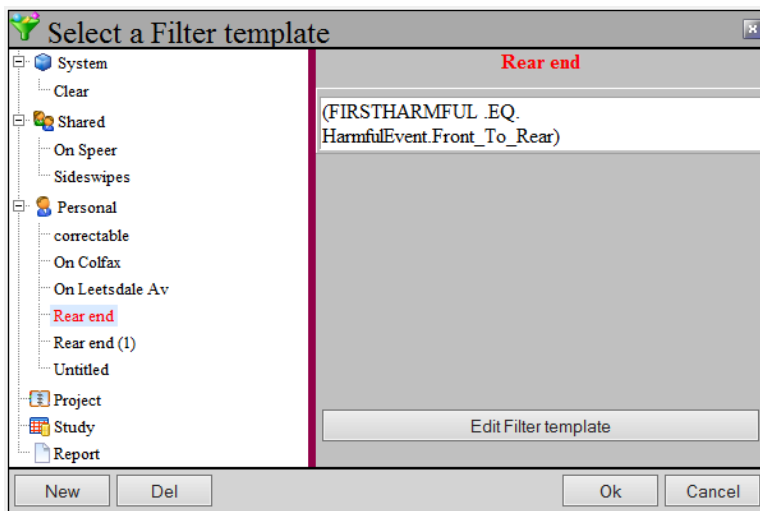 Select a Filter template
System
Clear
Shared
On Speer
Sideswipes
Personal
correctable
On Colfax
On Leetsdale Av
Rear end
Rear end (1)
Untitled
Project
Study
Report
Rear end
(FIRSTHARMFUL .EQ.
HarmfulEvent.Front_To_Rear)
Edit Filter template
New
Del
Ok
Cancel